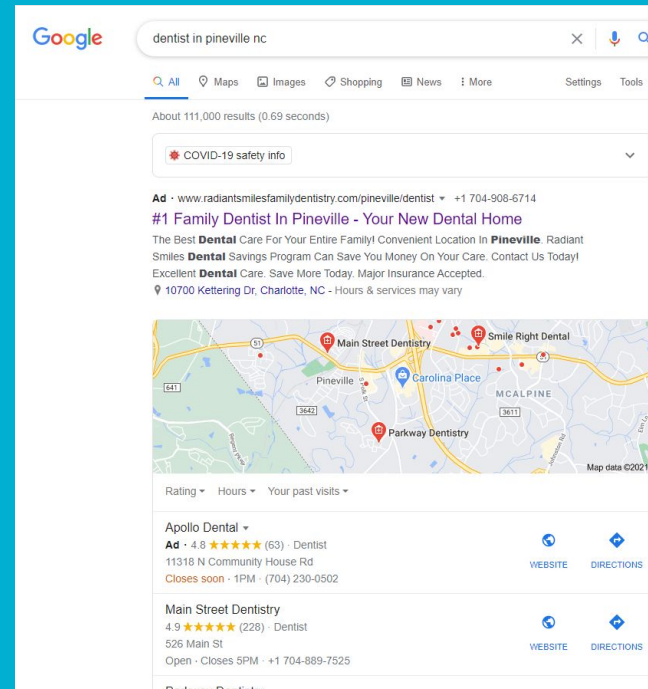 Google
dentist in pineville nc
All Maps Images Shopping News More Settings Tools
About 111,000 results (0.69 seconds)
COVID-19 safety info
Ad · www.radiantsmilesfamilydentistry.com/pineville/dentist +1 704-908-6714
#1 Family Dentist In Pineville - Your New Dental Home
The Best Dental Care For Your Entire Family! Convenient Location In Pineville. Radiant
Smiles Dental Savings Program Can Save You Money On Your Care. Contact Us Today!
Excellent Dental Care. Save More Today. Major Insurance Accepted.
10700 Kettering Dr, Charlotte, NC - Hours & services may vary
Smile Right Dental
51 Main Street Dentistry
51
Pineville Carolina Place
641
MCALPINE
3642 3611
Parkway Dentistry
Johnston Rd
Map data ©2021
Rating Hours Your past visits
Apollo Dental
Ad · 4.8 (63) · Dentist
11318 N Community House Rd
Closes soon · 1PM · (704) 230-0502
WEBSITE DIRECTIONS
Main Street Dentistry
4.9 (228) · Dentist
526 Main St
Open · Closes 5PM · +1 704-889-7525
WEBSITE DIRECTIONS